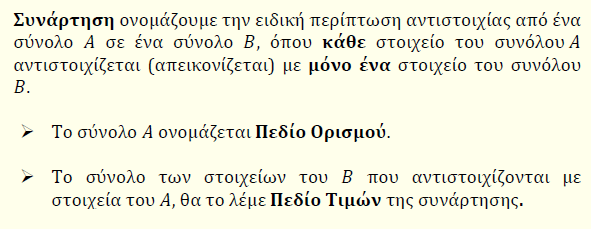 Συνάρτηση ονομάζουμε την ειδική περίπτωση αντιστοιχίας από ένα
σύνολο A σε ένα σύνολο B, όπου κάθε στοιχείο του συνόλου A
αντιστοιχίζεται (απεικονίζεται) με μόνο ένα στοιχείο του συνόλου
B.
➢ Το σύνολο A ονομάζεται Πεδίο Ορισμού.
➢ Το σύνολο των στοιχείων του B που αντιστοιχίζονται με
στοιχεία του A, θα το λέμε Πεδίο Τιμών της συνάρτησης.